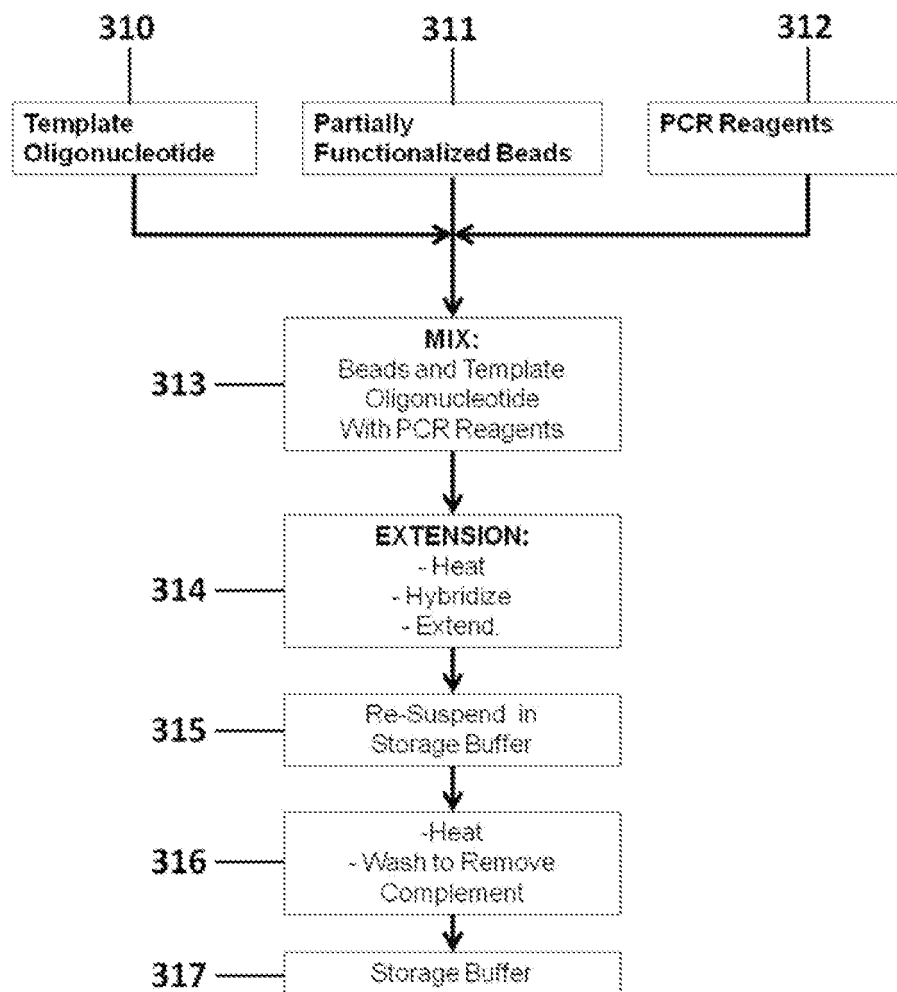 310
311
312
Template
Oligonucleotide
Partially
Functionalized Beads
PCR Reagents
313
MIX:
Beads and Template
Oligonucleotide
With PCR Reagents
314
EXTENSION:
- Heat
- Hybridize
- Extend.
315
Re-Suspend in
Storage Buffer
316
-Heat
- Wash to Remove
Complement
317
Storage Buffer